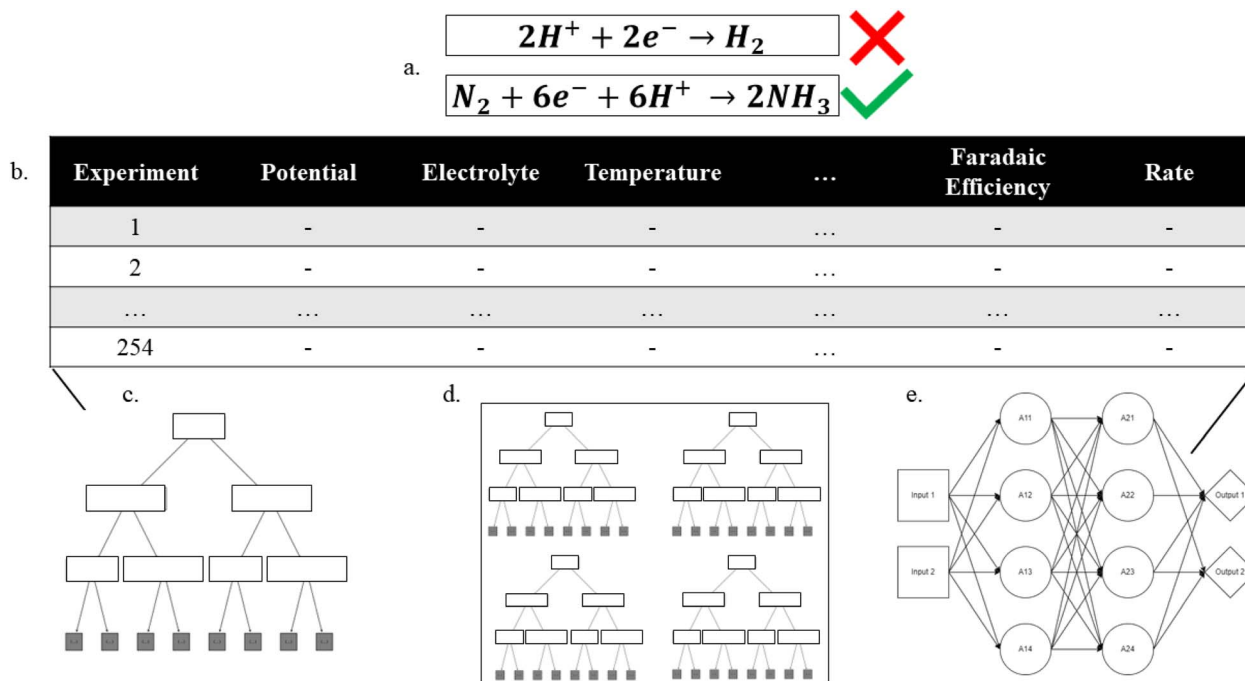 2H⁺ + 2e⁻ → H₂
a.
N₂ + 6e⁻ + 6H⁺ → 2NH₃
b.
Experiment Potential Electrolyte Temperature … Faradaic Efficiency Rate
1 - - - … - -
2 - - - … - -
… … … … … … …
254 - - - … - -
c.
d.
e.
A11 A21
Input 1 A12 A22 Output 1
Input 2 A13 A23 Output 2
A14 A24